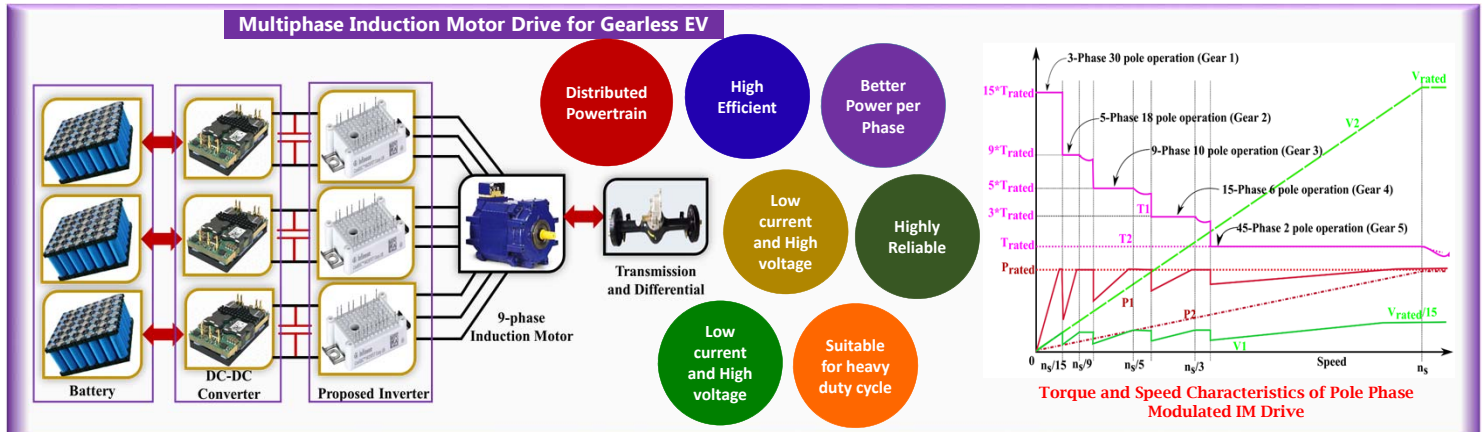 Multiphase Induction Motor Drive for Gearless EV
Battery
DC-DC
Converter
Proposed Inverter
9-phase
Induction Motor
Transmission
and Differential
Distributed
Powertrain
High
Efficient
Better
Power per
Phase
Low
current
and High
voltage
Highly
Reliable
Low
current
and High
voltage
Suitable
for heavy
duty cycle
3-Phase 30 pole operation (Gear 1)
Vrated
15*Trated
V2
5-Phase 18 pole operation (Gear 2)
9*Trated
9-Phase 10 pole operation (Gear 3)
5*Trated
15-Phase 6 pole operation (Gear 4)
T1
3*Trated
T2
45-Phase 2 pole operation (Gear 5)
Trated
Prated
P1
P2
Vrated/15
V1
0
ns/15
ns/9
ns/5
ns/3
Speed
ns
Torque and Speed Characteristics of Pole Phase
Modulated IM Drive